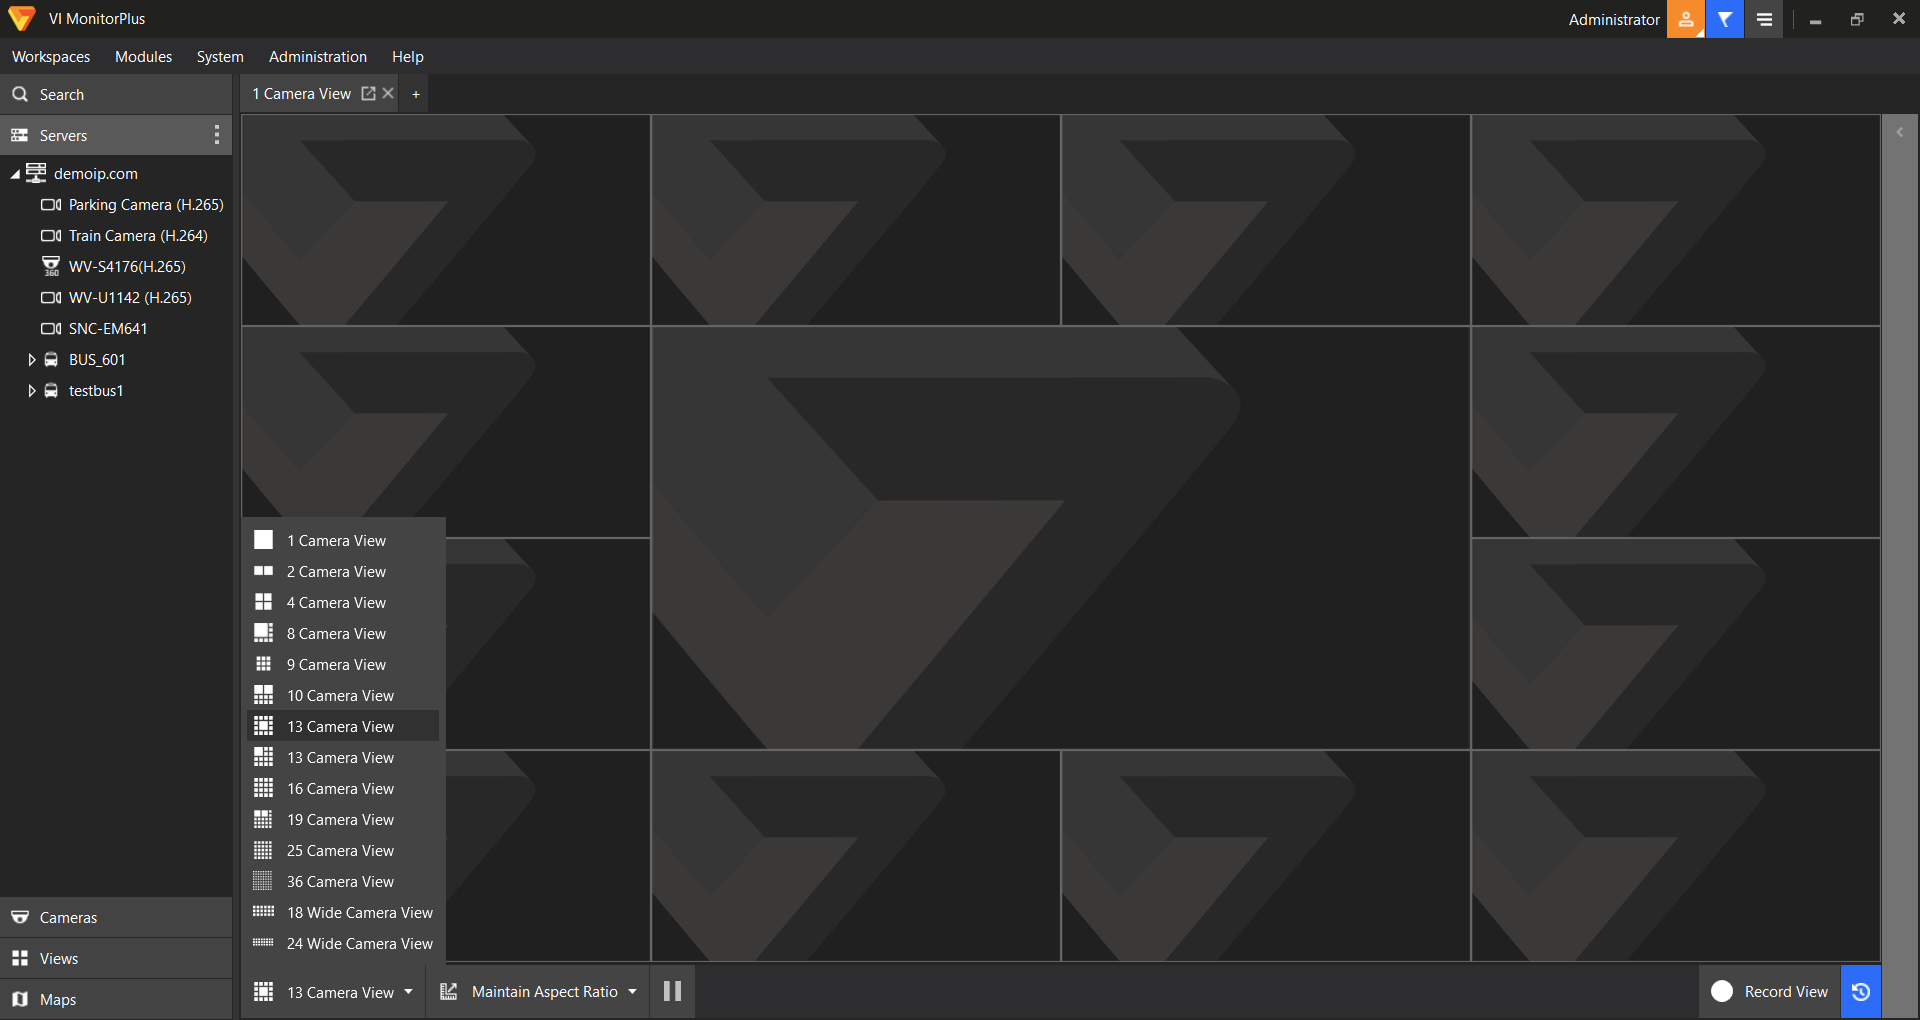 VI MonitorPlus
Administrator
Workspaces Modules System Administration Help
Search
1 Camera View +
Servers
demoip.com
Parking Camera (H.265)
Train Camera (H.264)
360
WV-S4176(H.265)
WV-U1142 (H.265)
SNC-EM641
BUS_601
testbus1
1 Camera View
2 Camera View
4 Camera View
8 Camera View
9 Camera View
10 Camera View
13 Camera View
13 Camera View
16 Camera View
19 Camera View
25 Camera View
36 Camera View
18 Wide Camera View
24 Wide Camera View
Cameras
Views
Maps
13 Camera View
Maintain Aspect Ratio
Record View